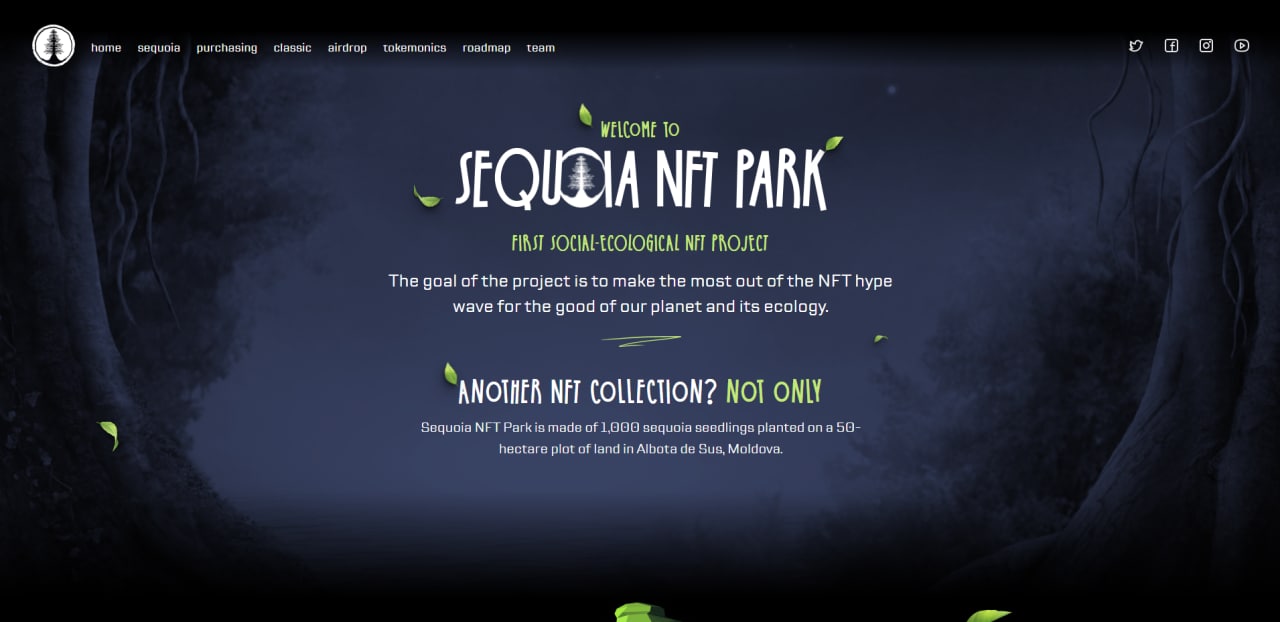 home sequoia purchasing classic airdrop tokemonics roadmap team
WELCOME TO
SEQUOIA NFT PARK
FIRST SOCIAL-ECOLOGICAL NFT PROJECT
The goal of the project is to make the most out of the NFT hype
wave for the good of our planet and its ecology.
ANOTHER NFT COLLECTION? NOT ONLY
Sequoia NFT Park is made of 1,000 sequoia seedlings planted on a 50-
hectare plot of land in Albota de Sus, Moldova.